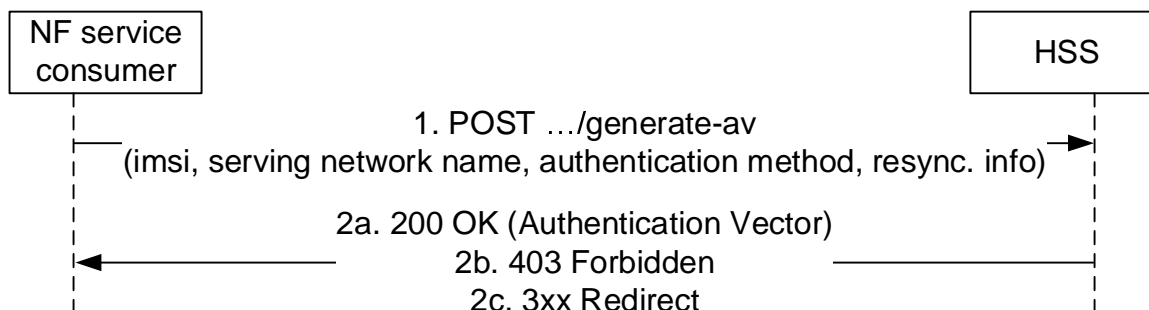 NF service
consumer
HSS
1. POST …/generate-av
(imsi, serving network name, authentication method, resync. info)
2a. 200 OK (Authentication Vector)
2b. 403 Forbidden
2c. 3xx Redirect